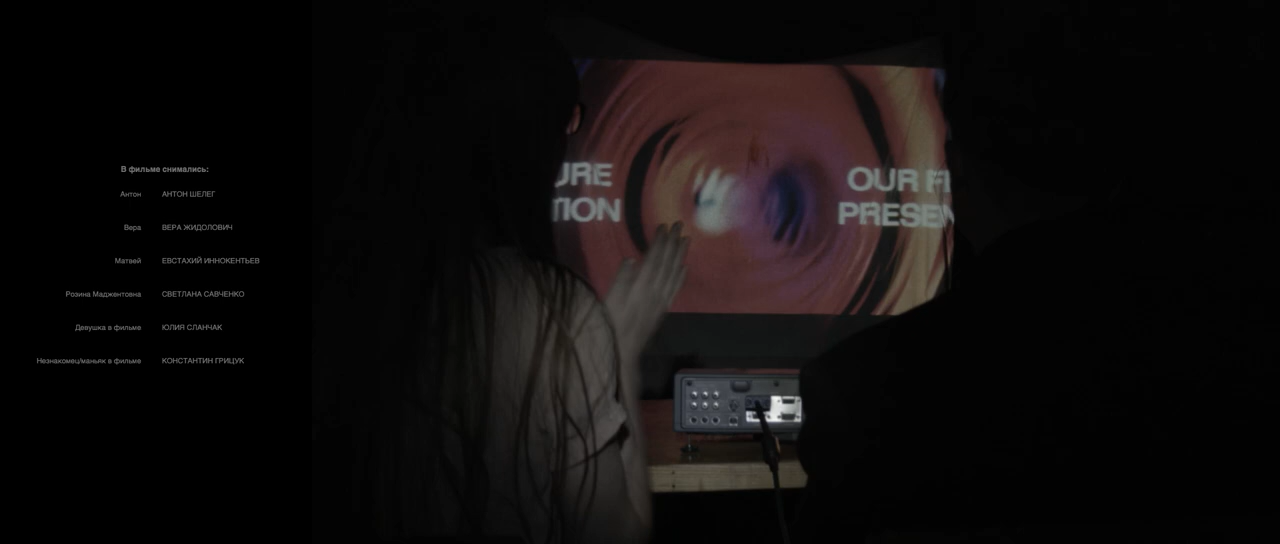 В фильме снимались:
Антон АНТОН ШЕЛЕГ
Вера ВЕРА ЖИДОЛОВИЧ
Матвей ЕВСТАХИЙ ИННОКЕНТЬЕВ
Розина Маджентовна СВЕТЛАНА САВЧЕНКО
Девушка в фильме ЮЛИЯ СЛАНЧАК
Незнакомец/маньяк в фильме КОНСТАНТИН ГРИЦУК
URE
TION
OUR F
PRESEN